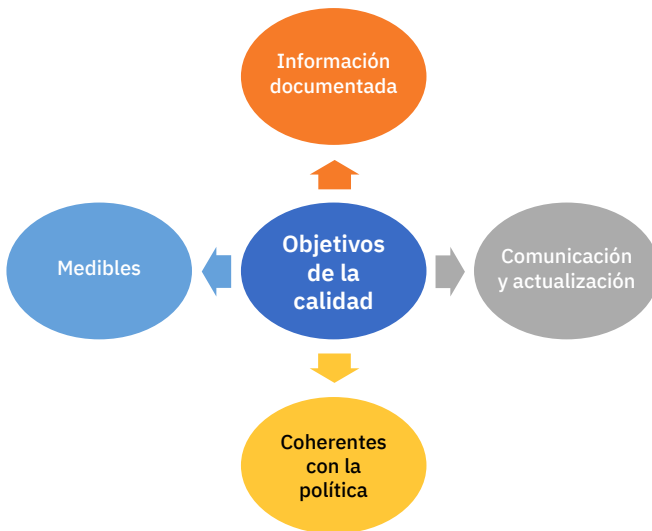 Información
documentada
Medibles
Objetivos
de la
calidad
Comunicación
y actualización
Coherentes
con la
política